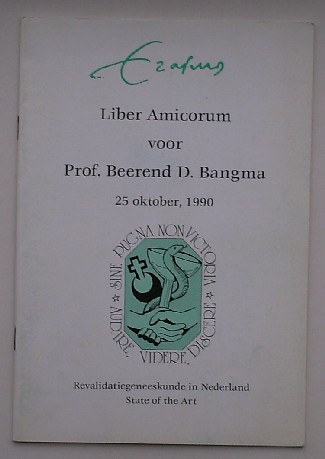 Erasmus
Liber Amicorum
voor
Prof. Beerend D. Bangma
25 oktober, 1990
SINE PUGNA NON VICTORIA
AUDIRE, VIDERE, DISCERE
Revalidatiegeneeskunde in Nederland
State of the Art